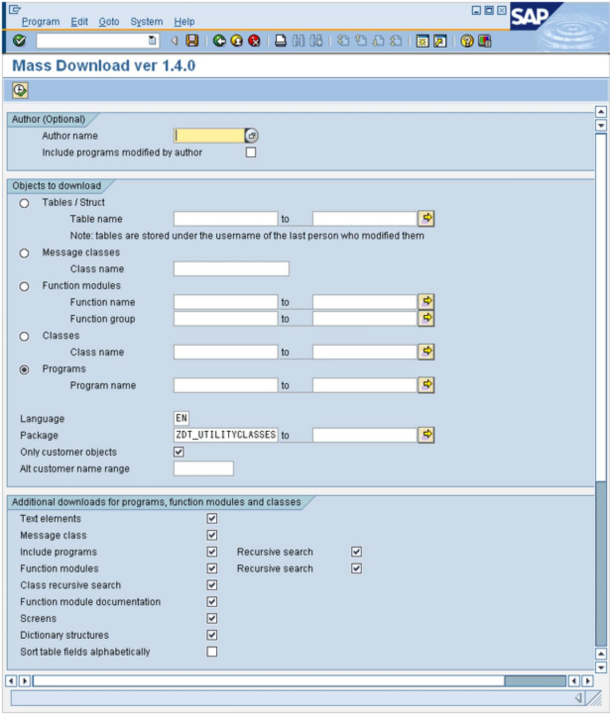 Program Edit Goto System Help
SAP
Mass Download ver 1.4.0
Author (Optional)
Author name
Include programs modified by author
Objects to download
Tables / Struct
Table name to
Note: tables are stored under the username of the last person who modified them
Message classes
Class name
Function modules
Function name to
Function group to
Classes
Class name to
Programs
Program name to
Language EN
Package ZDT_UTILITYCLASSES to
Only customer objects
Alt customer name range
Additional downloads for programs, function modules and classes
Text elements
Message class
Include programs Recursive search
Function modules Recursive search
Class recursive search
Function module documentation
Screens
Dictionary structures
Sort table fields alphabetically